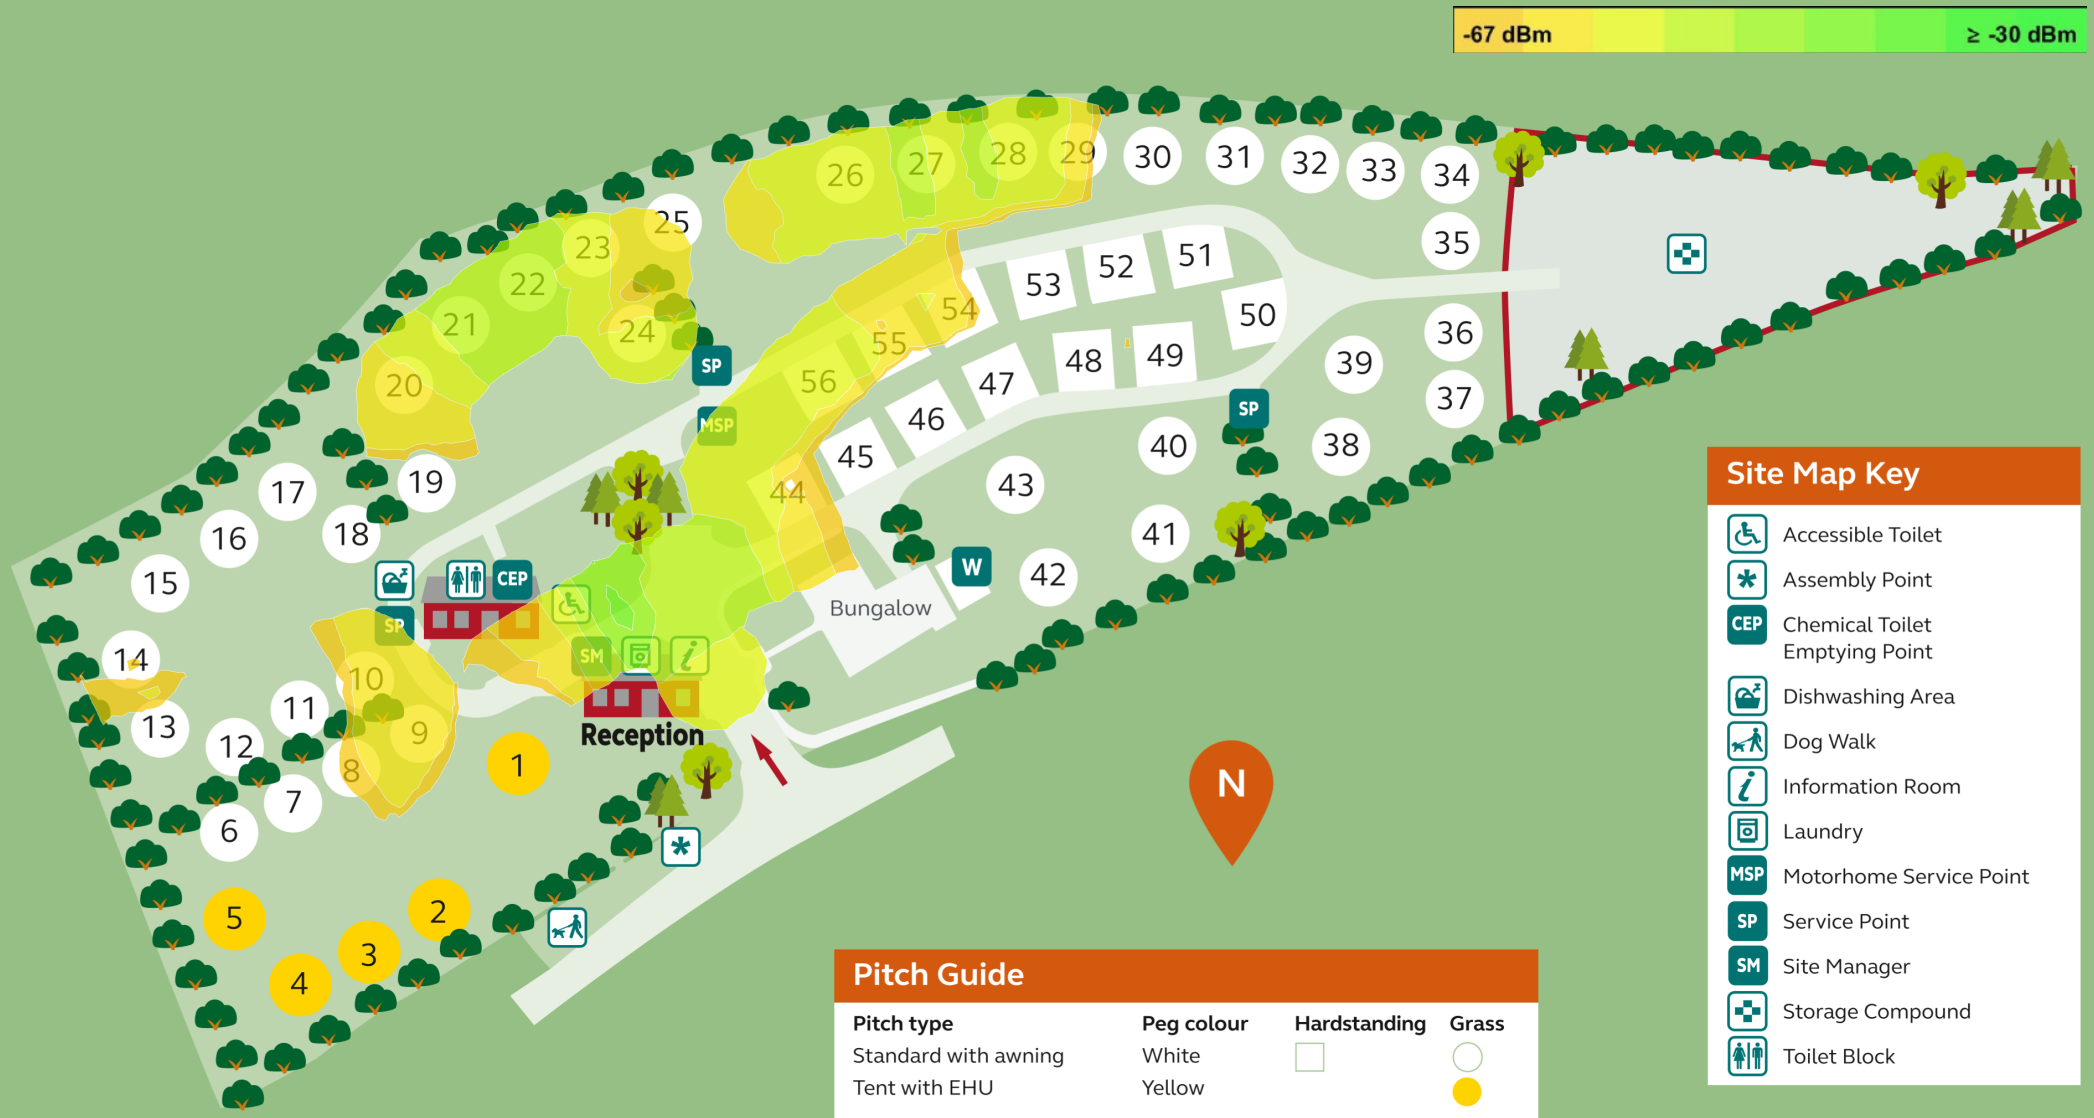 -67 dBm ≥ -30 dBm
26 27 28 29 30 31 32 33 34
25
23
22
24
21
20
35
54 53 52 51
50
55
56
SP
MSP
48 49
47
46
45
44
39
36
37
SP
40
38
43
19
17
18
16
15
41
42
W
CEP
SP
Bungalow
SM
Reception
14
13
10
11
9
12
8
7
6
1
5
2
3
4
N
Site Map Key
Accessible Toilet
Assembly Point
CEP Chemical Toilet
Emptying Point
Dishwashing Area
Dog Walk
Information Room
Laundry
MSP Motorhome Service Point
SP Service Point
SM Site Manager
Storage Compound
Toilet Block
Pitch Guide
Pitch type Peg colour Hardstanding Grass
Standard with awning White
Tent with EHU Yellow